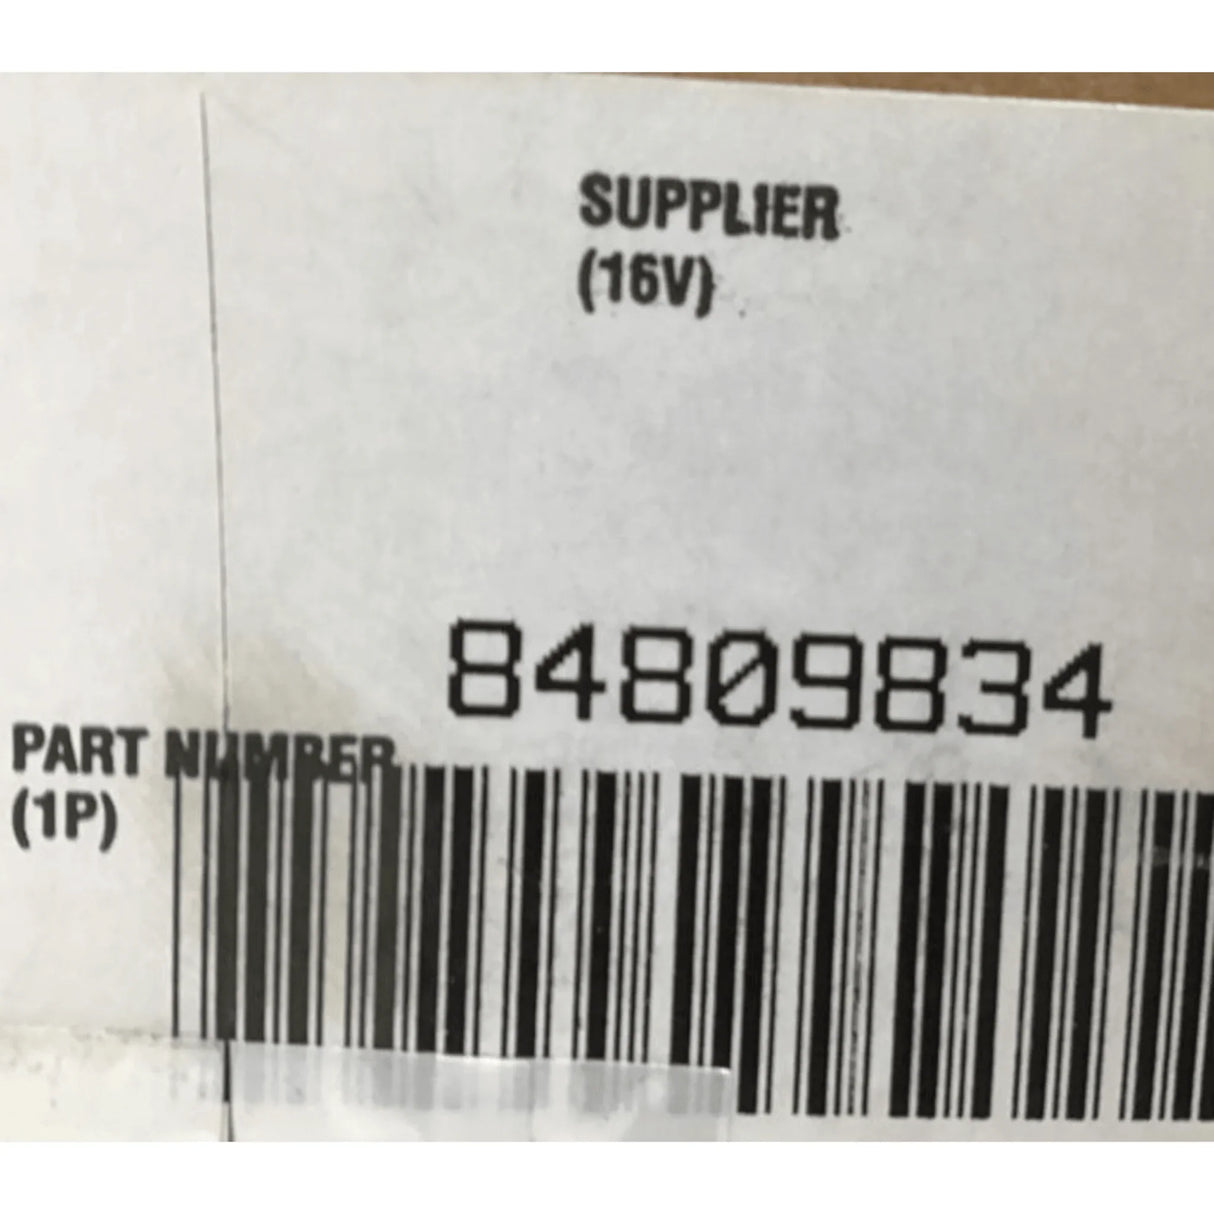 SUPPLIER
(16V)
84809834
PART NUMBER
(1P)